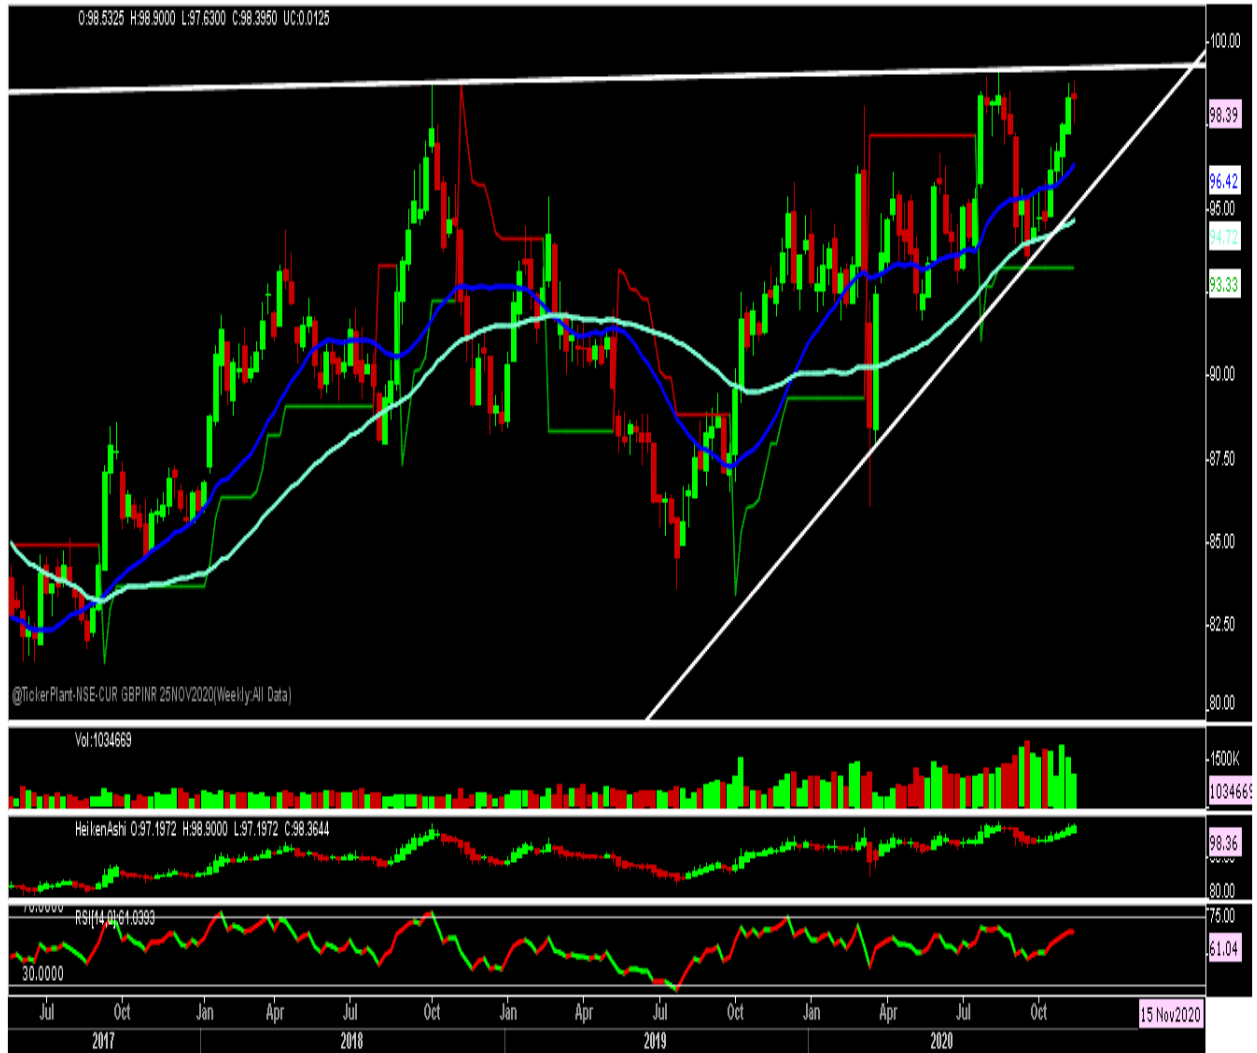 O:98.5325 H:98.9000 L:97.6300 C:98.3950 UC:0.0125
100.00
98.39
96.42
95.00
94.72
93.33
90.00
87.50
85.00
82.50
80.00
@TickerPlant-NSE-CUR GBPINR 25NOV2020(Weekly:All Data)
Vol:1034669
1500K
1034669
HeikenAshi O:97.1972 H:98.9000 L:97.1972 C:98.3644
98.36
80.00
70.0000
RSI[14,0]:61.0393
75.00
61.04
30.0000
Jul Oct Jan Apr Jul Oct Jan Apr Jul Oct Jan Apr Jul Oct
15 Nov2020
2017 2018 2019 2020